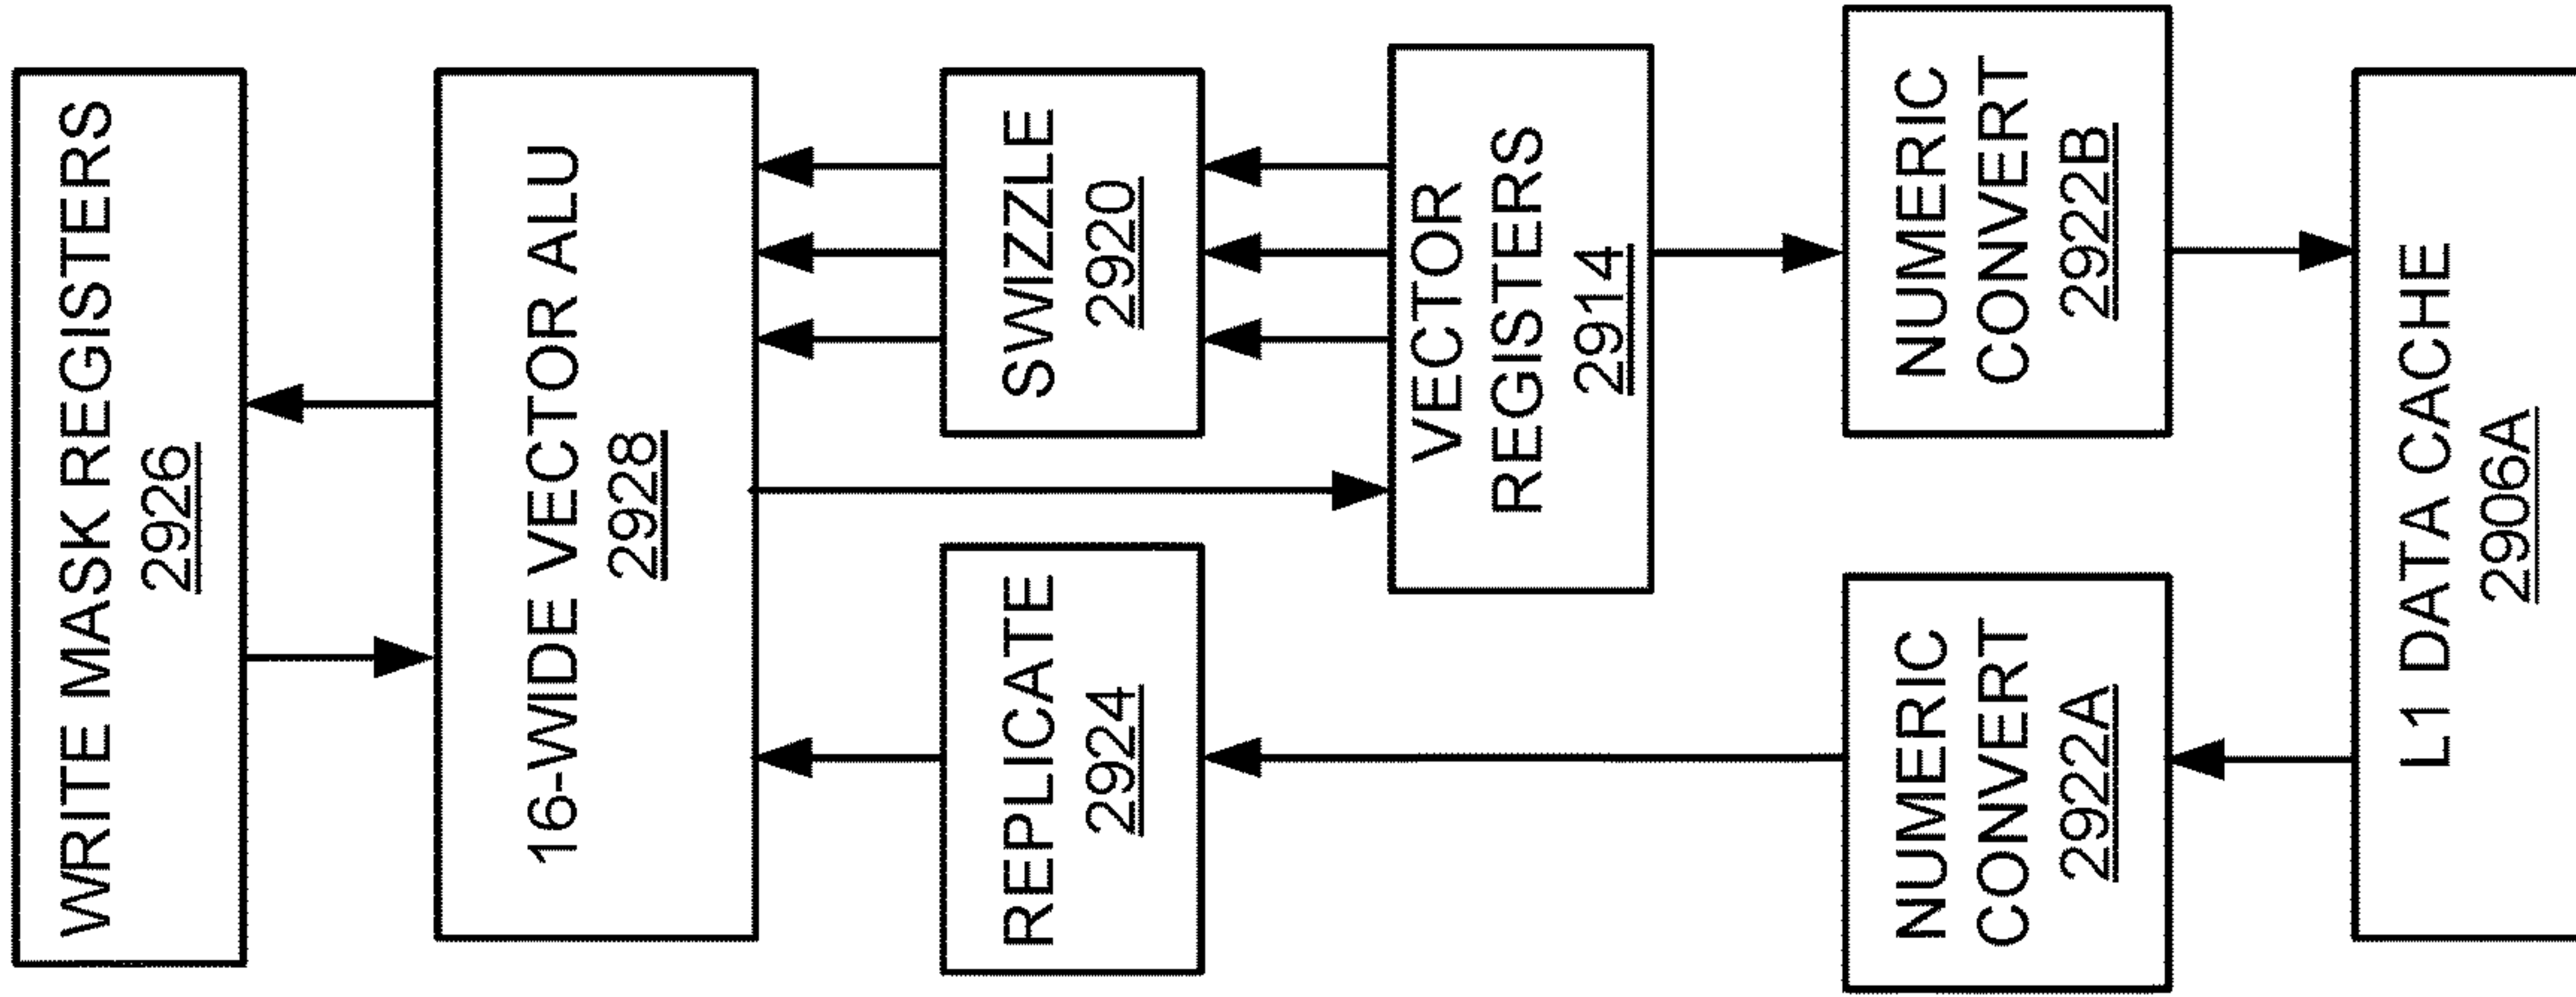 WRITE MASK REGISTERS
2926
16-WIDE VECTOR ALU
2928
REPLICATE
2924
SWIZZLE
2920
VECTOR
REGISTERS
2914
NUMERIC
CONVERT
2922A
NUMERIC
CONVERT
2922B
L1 DATA CACHE
2906A